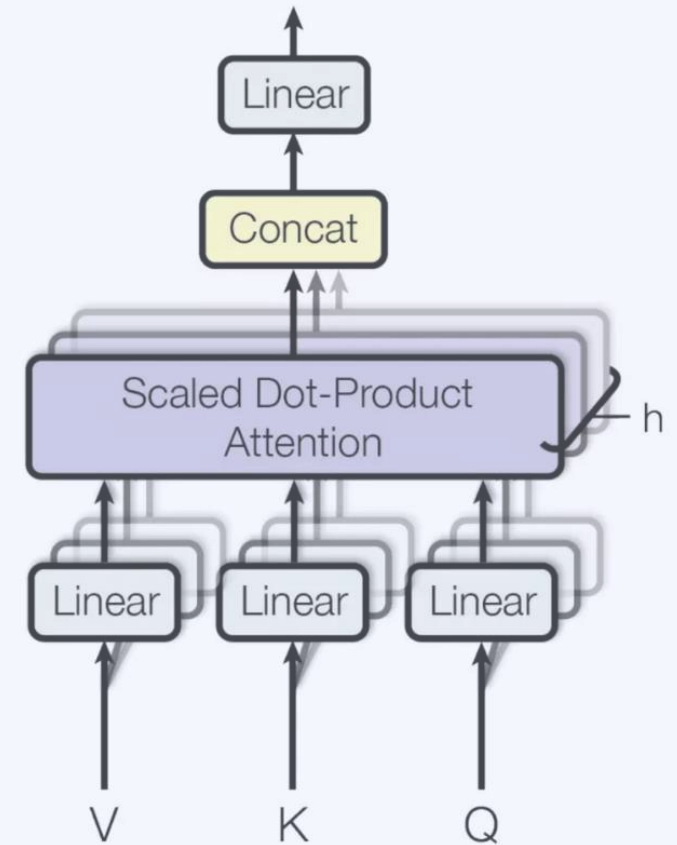 Linear
Concat
Scaled Dot-Product
Attention
h
Linear
Linear
Linear
V
K
Q